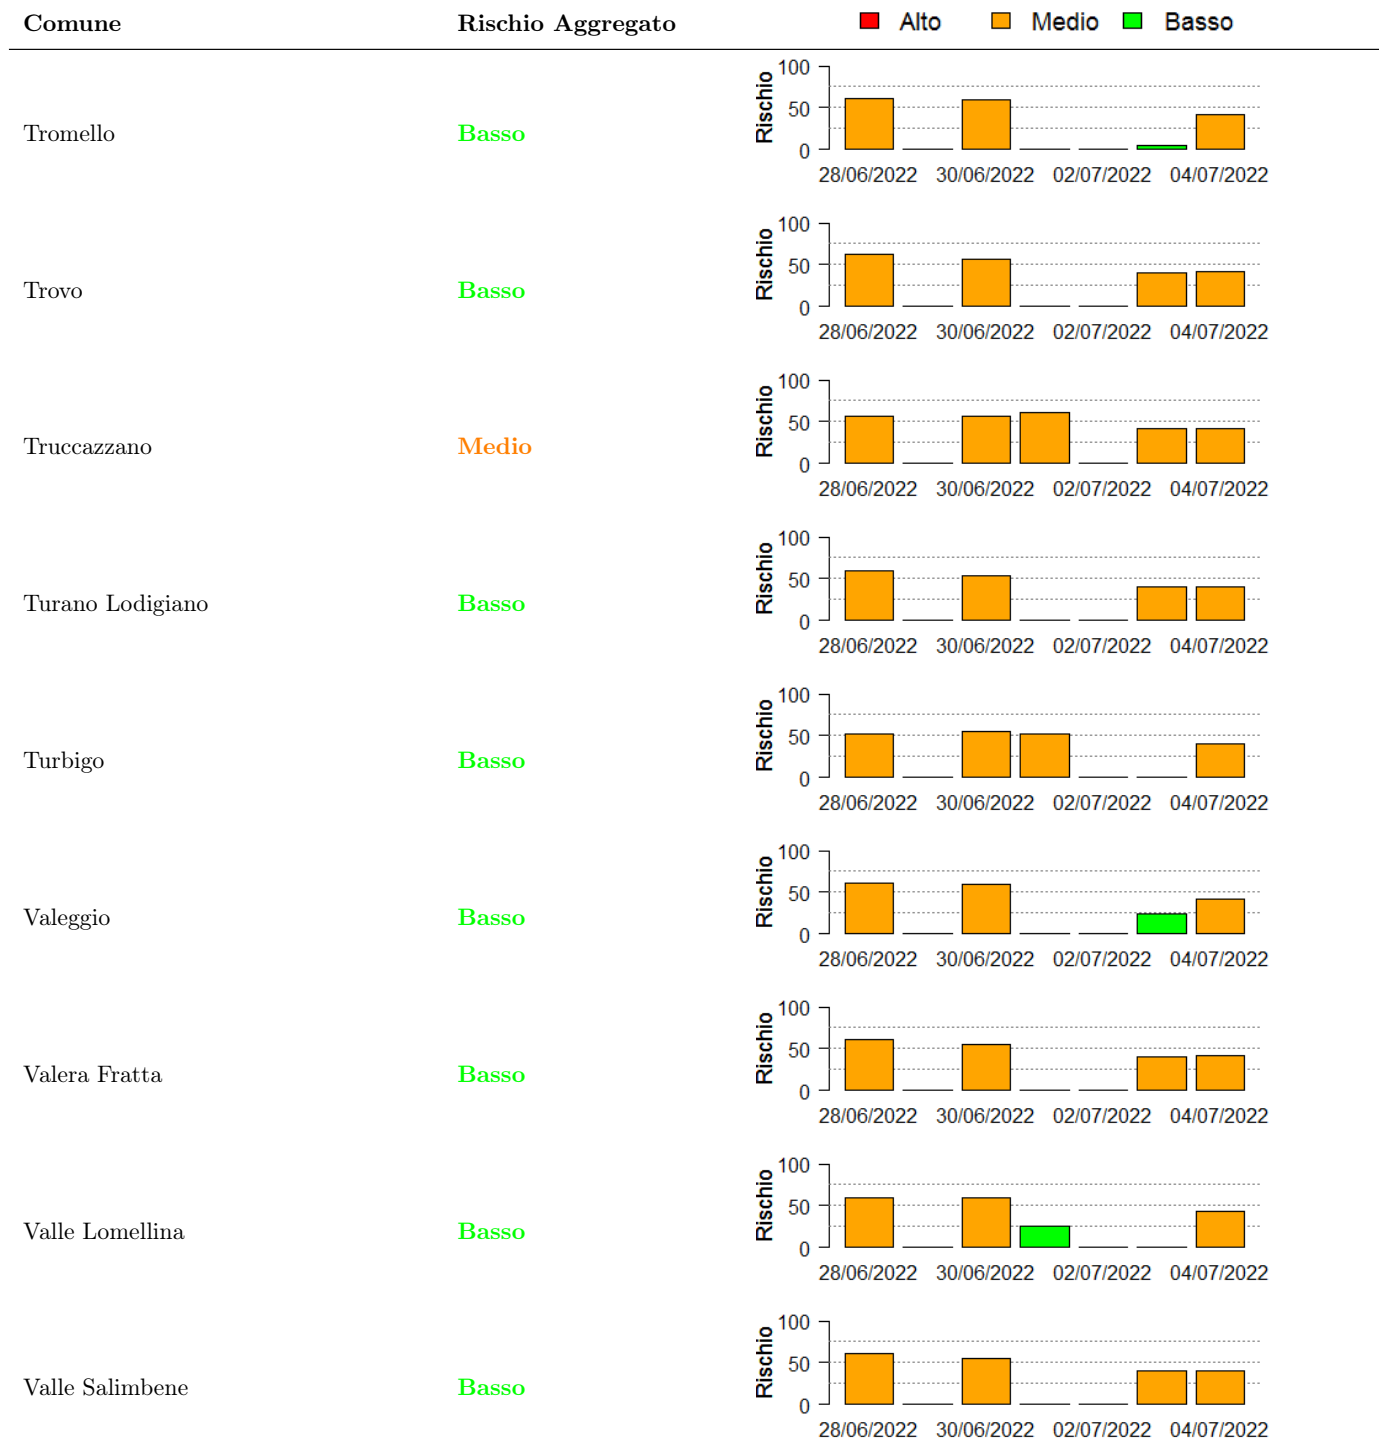 Comune Rischio Aggregato Alto Medio Basso
Tromello Basso Rischio 100 50 0
28/06/2022 30/06/2022 02/07/2022 04/07/2022
Trovo Basso Rischio 100 50 0
28/06/2022 30/06/2022 02/07/2022 04/07/2022
Truccazzano Medio Rischio 100 50 0
28/06/2022 30/06/2022 02/07/2022 04/07/2022
Turano Lodigiano Basso Rischio 100 50 0
28/06/2022 30/06/2022 02/07/2022 04/07/2022
Turbigo Basso Rischio 100 50 0
28/06/2022 30/06/2022 02/07/2022 04/07/2022
Valeggio Basso Rischio 100 50 0
28/06/2022 30/06/2022 02/07/2022 04/07/2022
Valera Fratta Basso Rischio 100 50 0
28/06/2022 30/06/2022 02/07/2022 04/07/2022
Valle Lomellina Basso Rischio 100 50 0
28/06/2022 30/06/2022 02/07/2022 04/07/2022
Valle Salimbene Basso Rischio 100 50 0
28/06/2022 30/06/2022 02/07/2022 04/07/2022